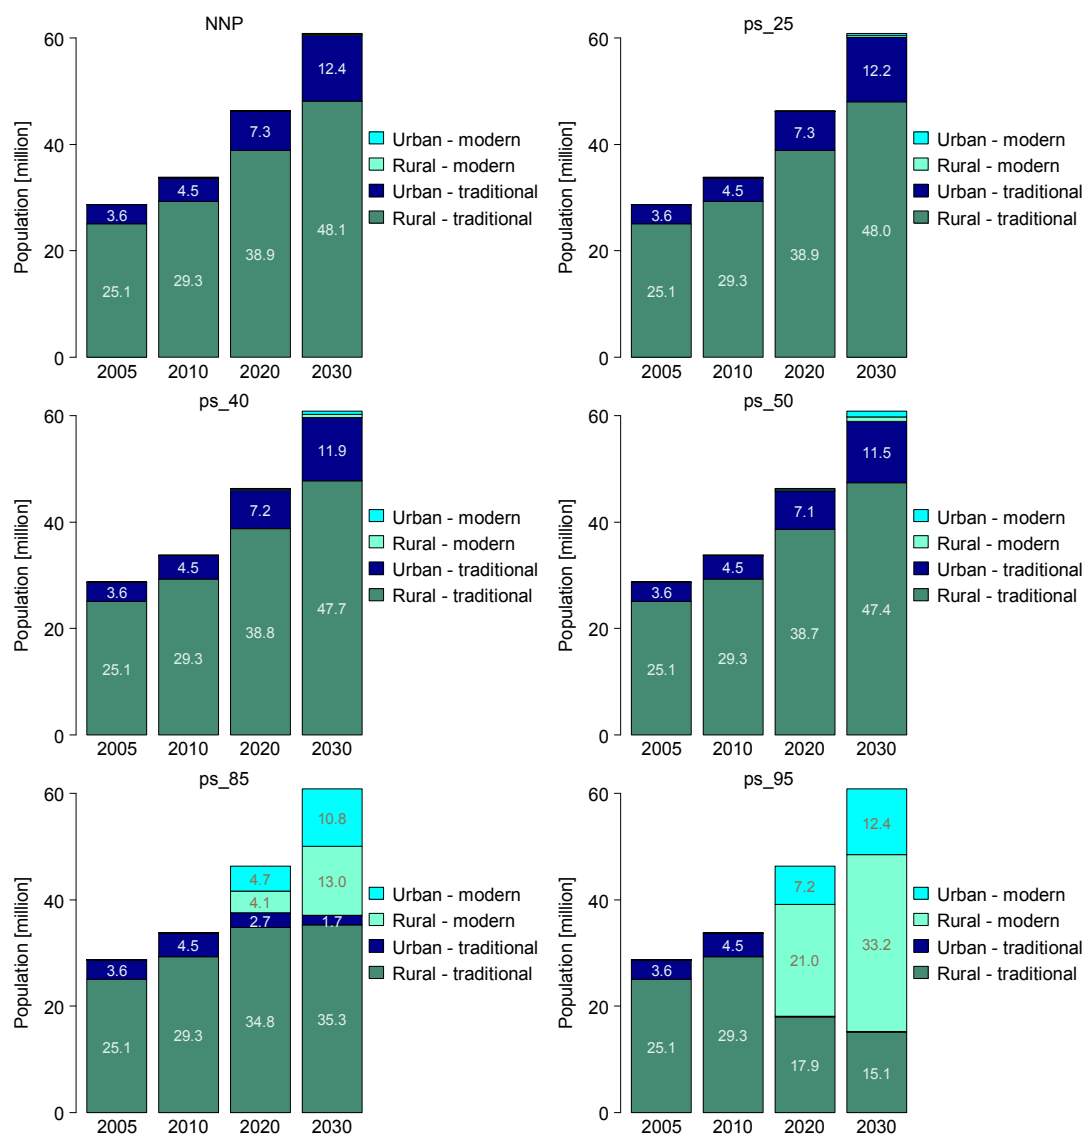 NNP
Population [million]
60
40
20
0
12.4
7.3
4.5
3.6
48.1
38.9
29.3
25.1
2005 2010 2020 2030
Urban - modern
Rural - modern
Urban - traditional
Rural - traditional
ps_25
Population [million]
60
40
20
0
12.2
7.3
4.5
3.6
48.0
38.9
29.3
25.1
2005 2010 2020 2030
Urban - modern
Rural - modern
Urban - traditional
Rural - traditional
ps_40
Population [million]
60
40
20
0
11.9
7.2
4.5
3.6
47.7
38.8
29.3
25.1
2005 2010 2020 2030
Urban - modern
Rural - modern
Urban - traditional
Rural - traditional
ps_50
Population [million]
60
40
20
0
11.5
7.1
4.5
3.6
47.4
38.7
29.3
25.1
2005 2010 2020 2030
Urban - modern
Rural - modern
Urban - traditional
Rural - traditional
ps_85
Population [million]
60
40
20
0
10.8
13.0
4.7
4.1
2.7
1.7
4.5
3.6
35.3
34.8
29.3
25.1
2005 2010 2020 2030
Urban - modern
Rural - modern
Urban - traditional
Rural - traditional
ps_95
Population [million]
60
40
20
0
12.4
7.2
33.2
21.0
4.5
3.6
29.3
25.1
17.9
15.1
2005 2010 2020 2030
Urban - modern
Rural - modern
Urban - traditional
Rural - traditional